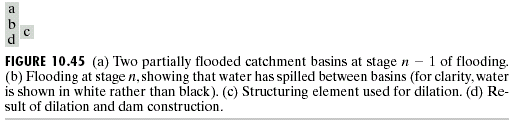 a
b
c
d
FIGURE 10.45 (a) Two partially flooded catchment basins at stage n − 1 of flooding.
(b) Flooding at stage n, showing that water has spilled between basins (for clarity, water
is shown in white rather than black). (c) Structuring element used for dilation. (d) Re-
sult of dilation and dam construction.